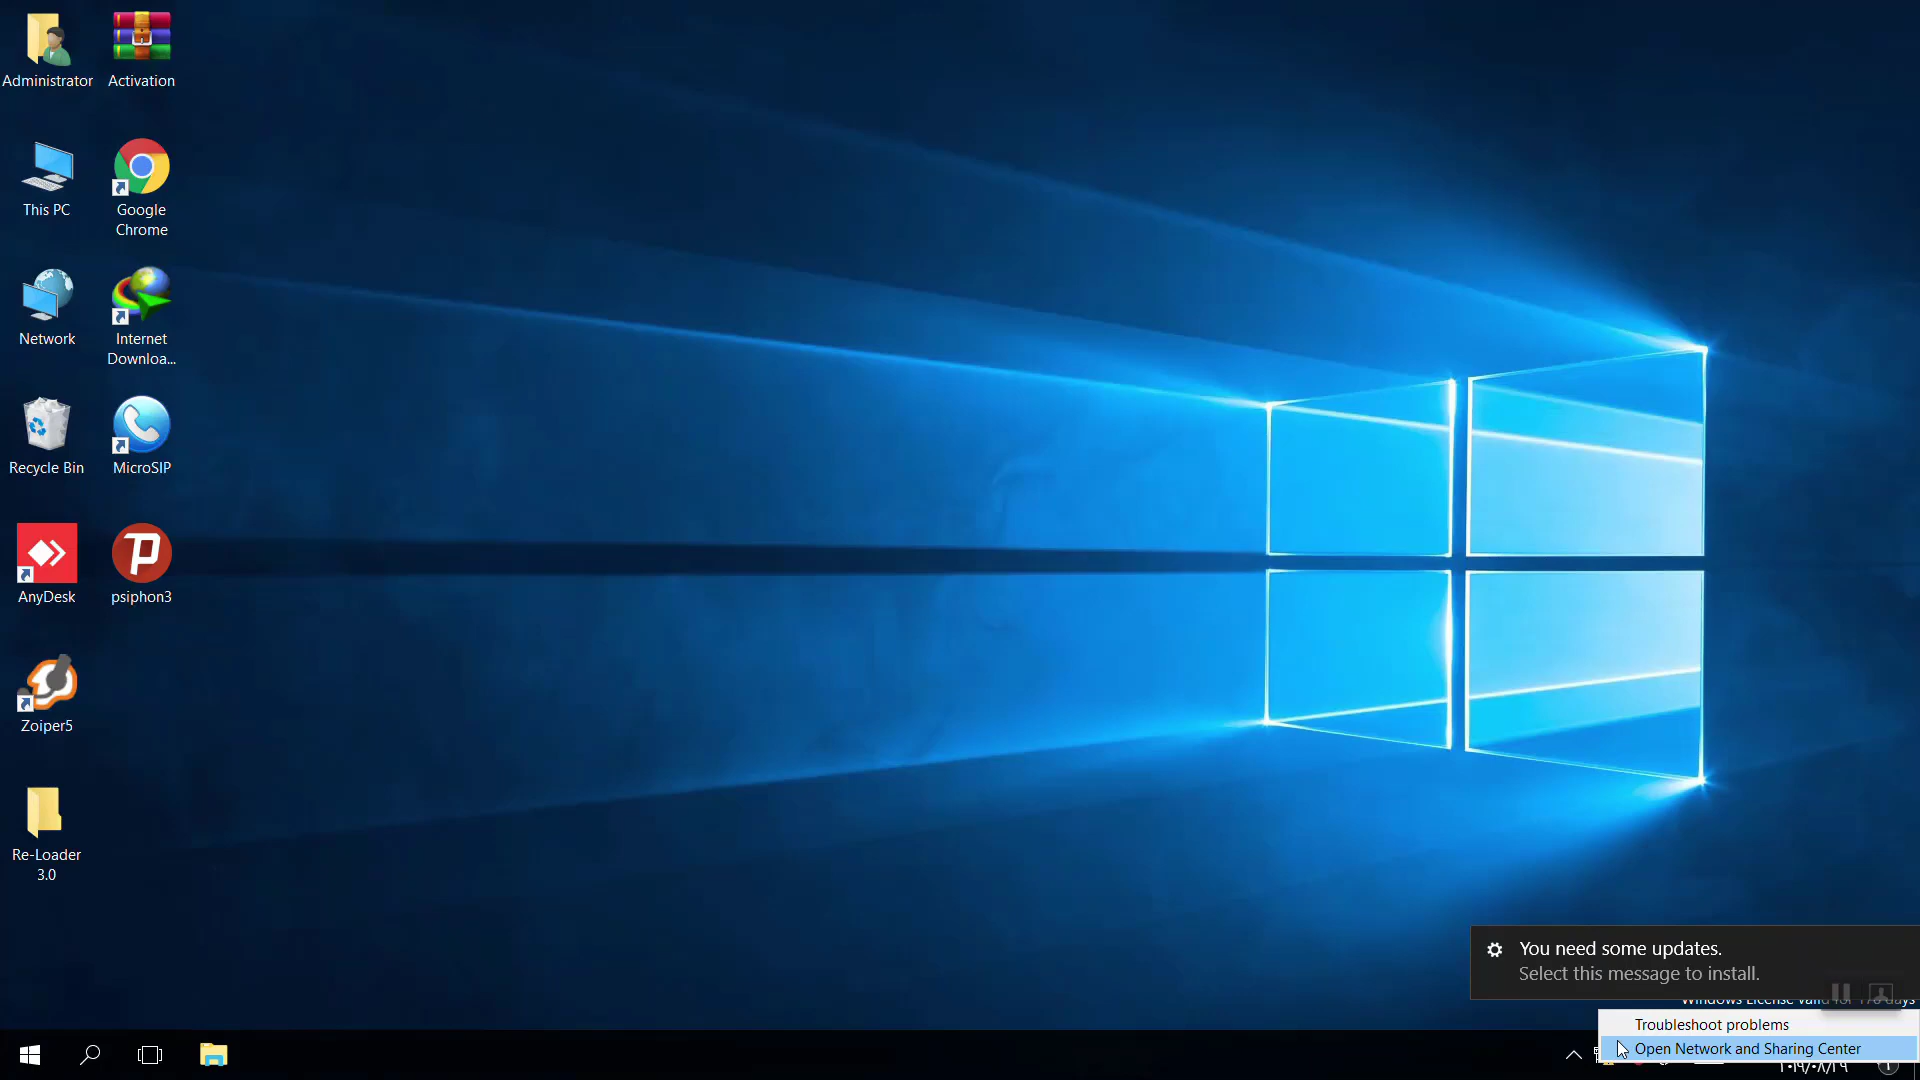 Administrator
Activation
This PC
Google
Chrome
Network
Internet
Downloa...
Recycle Bin
MicroSIP
AnyDesk
psiphon3
Zoiper5
Re-Loader
3.0
You need some updates.
Select this message to install.
Windows License valid for 178 days
Troubleshoot problems
Open Network and Sharing Center